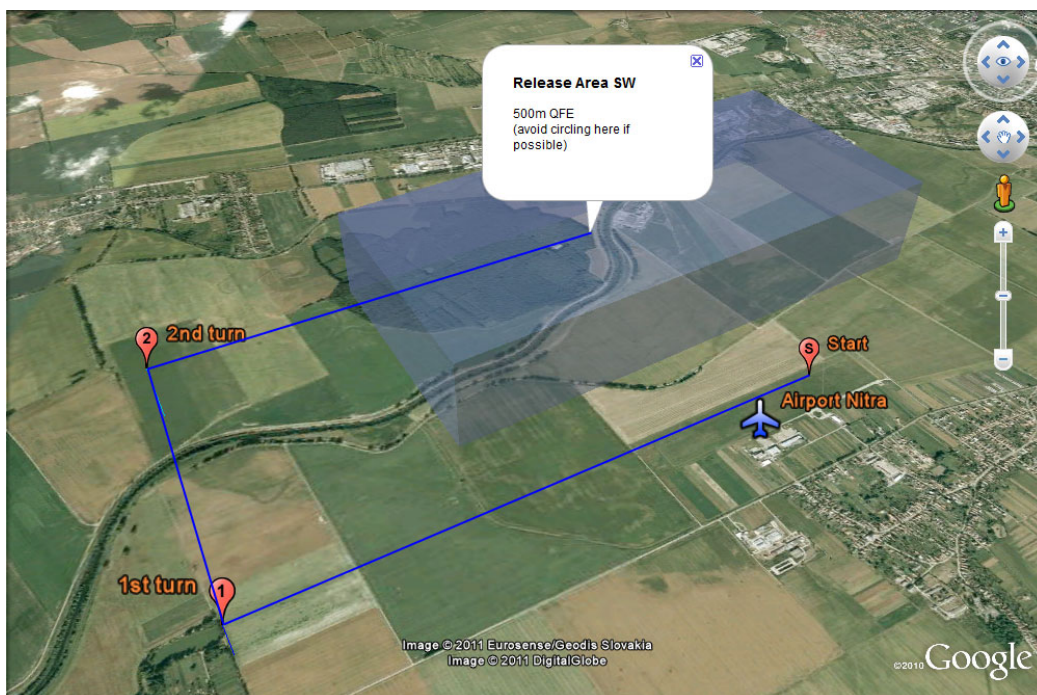 Release Area SW
500m QFE
(avoid circling here if
possible)
2
2nd turn
S
Start
Airport Nitra
1st turn
1
Image © 2011 Eurosense/Geodis Slovakia
Image © 2011 DigitalGlobe
©2010 Google